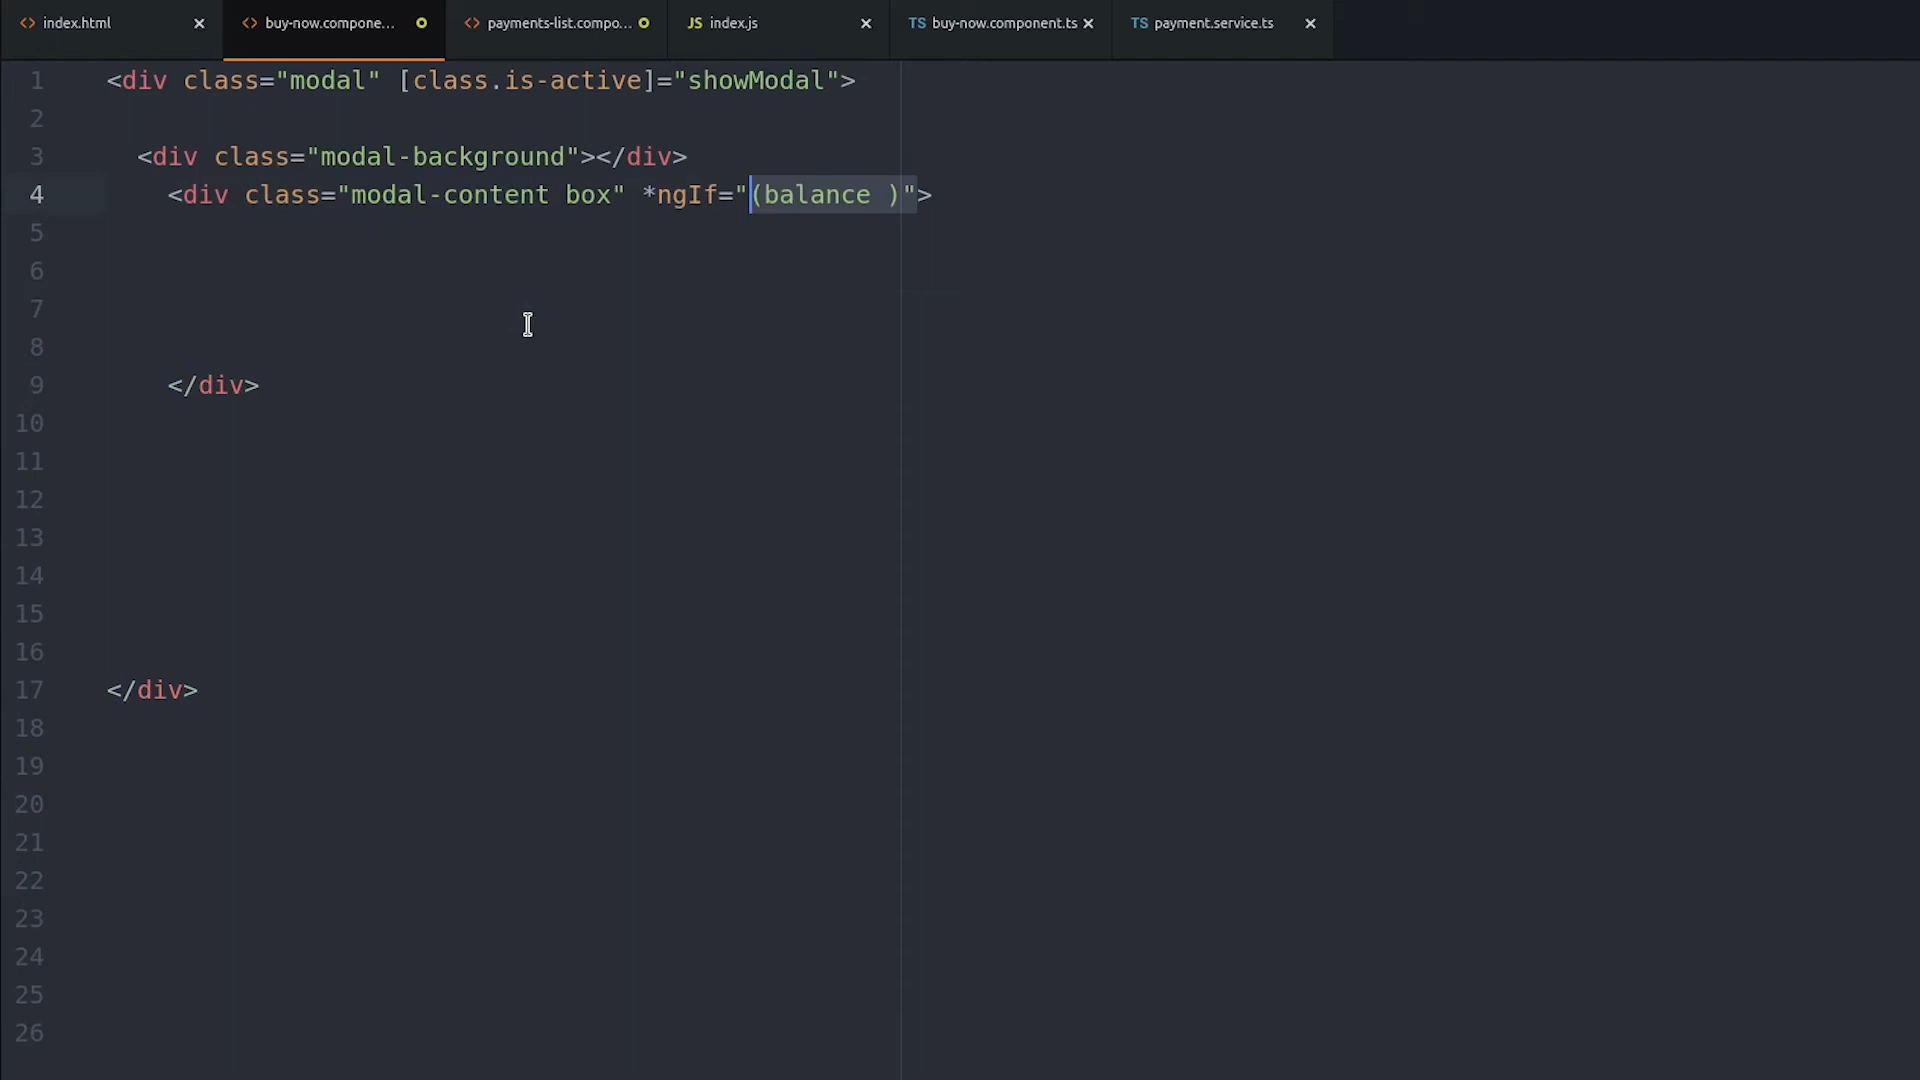 index.html
buy-now.compone...
payments-list.compo...
JS index.js
TS buy-now.component.ts
TS payment.service.ts
1 <div class="modal" [class.is-active]="showModal">
2
3 <div class="modal-background"></div>
4 <div class="modal-content box" *ngIf="(balance )">
5
6
7
8
9 </div>
10
11
12
13
14
15
16
17 </div>
18
19
20
21
22
23
24
25
26